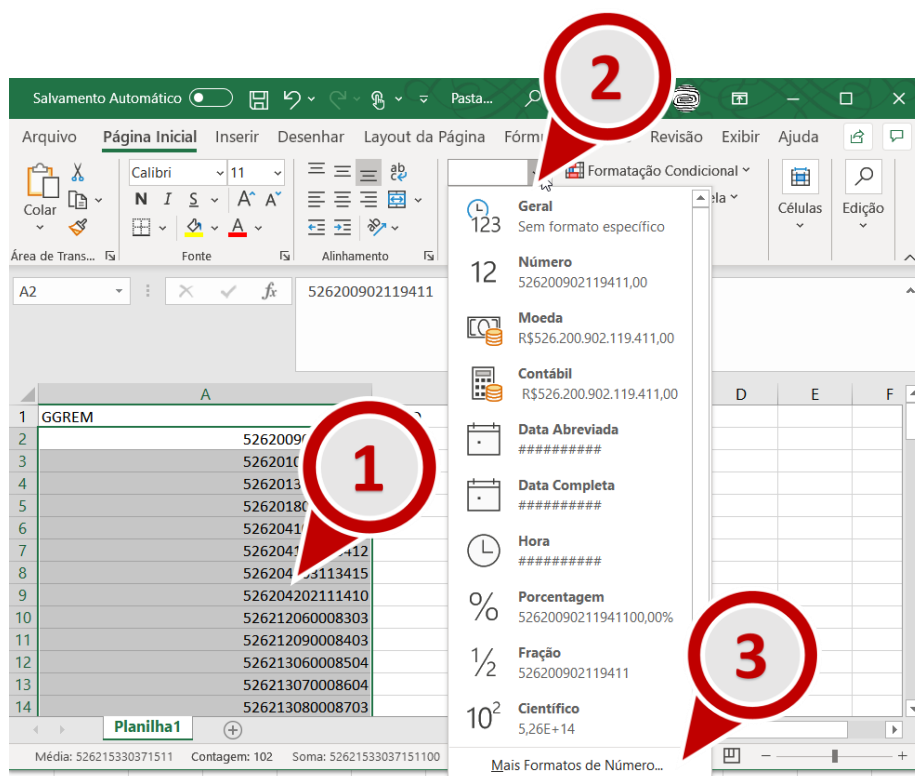 2
Salvamento Automático
Pasta...
Arquivo Página Inicial Inserir Desenhar Layout da Página Revisão Exibir Ajuda
Colar
Calibri 11
N I S A A
ab
Formatação Condicional
Células
Edição
Área de Trans... Fonte Alinhamento
A2 fx 526200902119411
Geral
123 Sem formato específico
Número
12 526200902119411,00
Moeda
R$526.200.902.119.411,00
Contábil
R$526.200.902.119.411,00
Data Abreviada
##########
Data Completa
##########
Hora
##########
Porcentagem
% 52620090211941100,00%
Fração
1/2 526200902119411
Científico
10² 5,26E+14
Mais Formatos de Número...
A D E F
1 GGREM
2
3
4
5
6
7
8
9 526204202111410
10 526212060008303
11 526212090008403
12 526213060008504
13 526213070008604
14 526213080008703
1
3
Planilha1
Média: 526215330371511 Contagem: 102 Soma: 52621533037151100